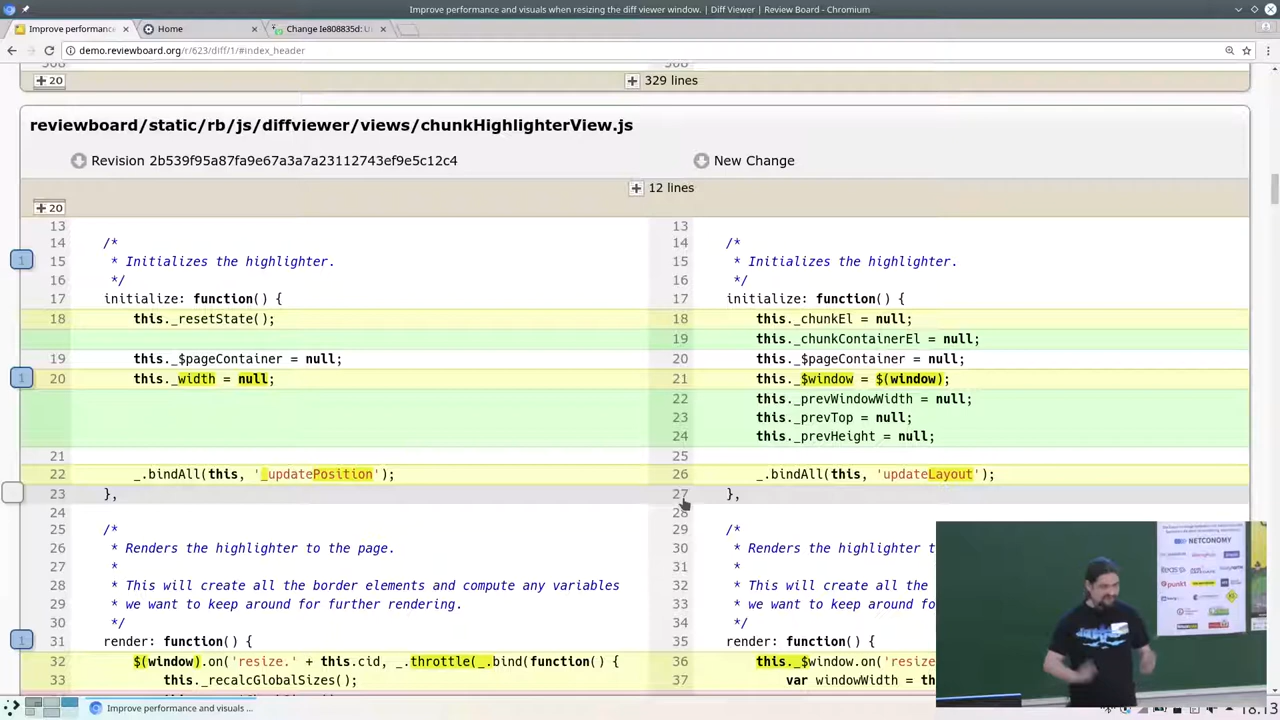 Improve performance and visuals when resizing the diff viewer window. | Diff Viewer | Review Board - Chromium
Improve performanc
Home
Change Ie808835d: U
demo.reviewboard.org/r/623/diff/1/#index_header
+ 20
+ 329 lines
reviewboard/static/rb/js/diffviewer/views/chunkHighlighterView.js
Revision 2b539f95a87fa9e67a3a7a23112743ef9e5c12c4 New Change
+ 12 lines
+ 20
13 13
14 /* 14 /*
1 15 * Initializes the highlighter. 15 * Initializes the highlighter.
16 */ 16 */
17 initialize: function() { 17 initialize: function() {
18 this._resetState(); 18 this._chunkEl = null;
19 this._chunkContainerEl = null;
19 this._$pageContainer = null; 20 this._$pageContainer = null;
1 20 this._width = null; 21 this._$window = $(window);
22 this._prevWindowWidth = null;
23 this._prevTop = null;
24 this._prevHeight = null;
21 25
22 _.bindAll(this, '_updatePosition'); 26 _.bindAll(this, 'updateLayout');
23 }, 27 },
24 28
25 /* 29 /*
26 * Renders the highlighter to the page. 30 * Renders the highlighter t
27 * 31 *
28 * This will create all the border elements and compute any variables 32 * This will create all the
29 * we want to keep around for further rendering. 33 * we want to keep around fo
30 */ 34 */
1 31 render: function() { 35 render: function() {
32 $(window).on('resize.' + this.cid, _.throttle(_.bind(function() { 36 this._$window.on('resize
33 this._recalcGlobalSizes(); 37 var windowWidth = th
NETCONOMY
punkt
Improve performance and visuals ...
18:13